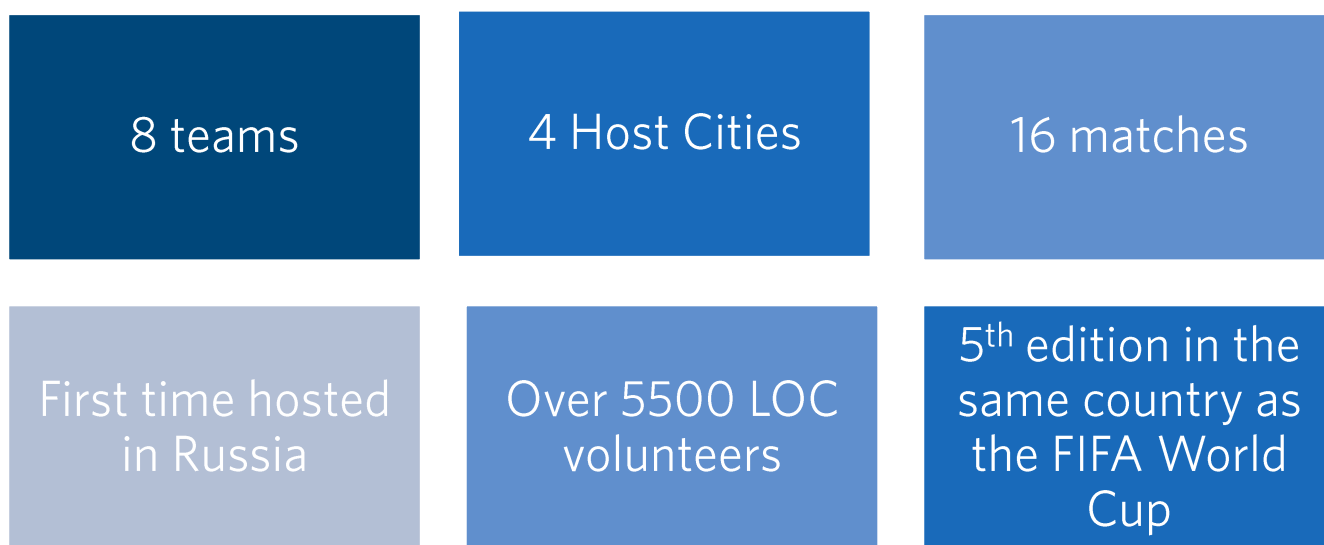 8 teams
4 Host Cities
16 matches
First time hosted
in Russia
Over 5500 LOC
volunteers
5th edition in the
same country as
the FIFA World
Cup